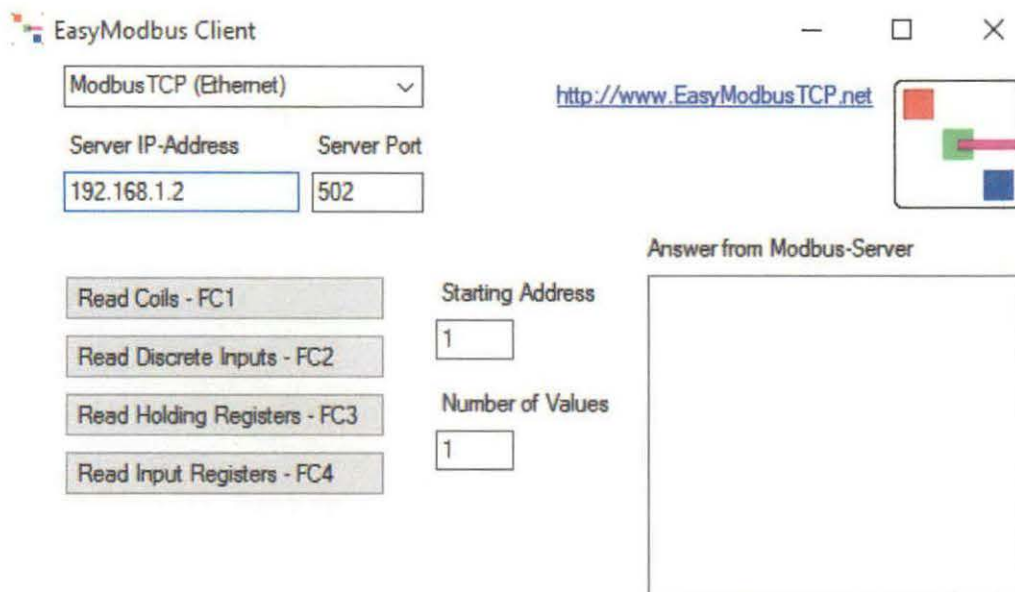 EasyModbus Client
ModbusTCP (Ethernet)
http://www.EasyModbusTCP.net
Server IP-Address Server Port
192.168.1.2 502
Answer from Modbus-Server
Read Coils - FC1
Starting Address
1
Read Discrete Inputs - FC2
Number of Values
Read Holding Registers - FC3
1
Read Input Registers - FC4